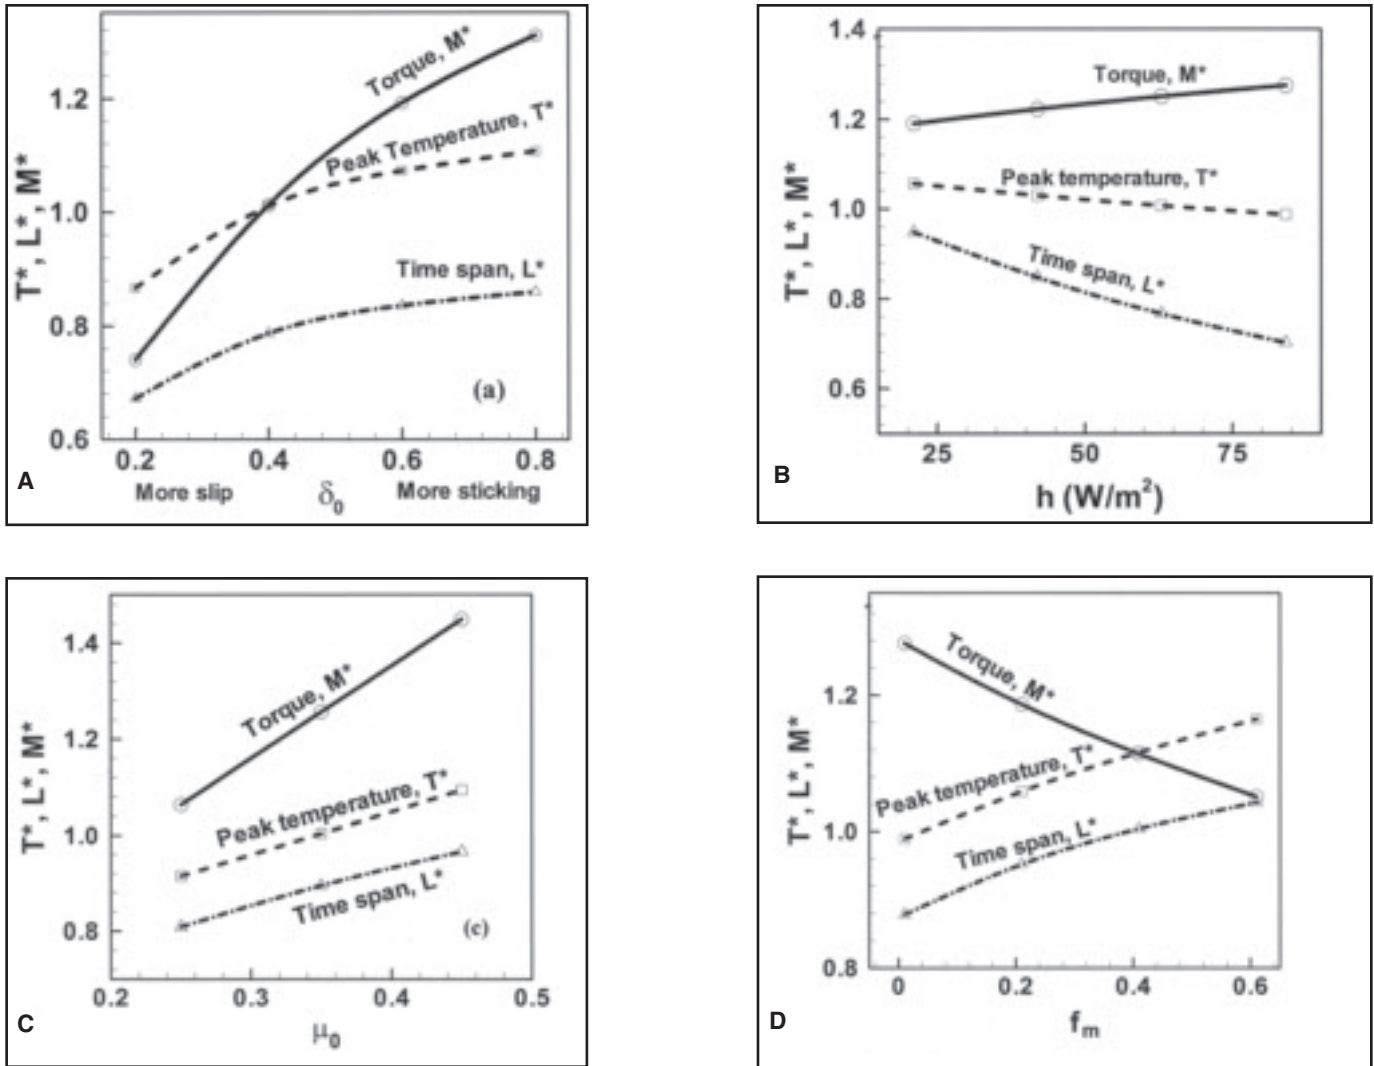 Torque, M*
1.2
Peak Temperature, T*
1.0
T*, L*, M*
Time span, L*
0.8
(a)
0.6
0.2 0.4 0.6 0.8
A
More slip δ0 More sticking
1.4
Torque, M*
1.2
Peak temperature, T*
1.0
T*, L*, M*
Time span, L*
0.8
0.6
25 50 75
B
h (W/m2)
1.4
Torque, M*
1.2
T*, L*, M*
Peak temperature, T*
1.0
Time span, L*
0.8
(c)
0.2 0.3 0.4 0.5
C
μ0
Torque, M*
1.2
T*, L*, M*
Peak temperature, T*
1.0
Time span, L*
0.8
0 0.2 0.4 0.6
D
fm